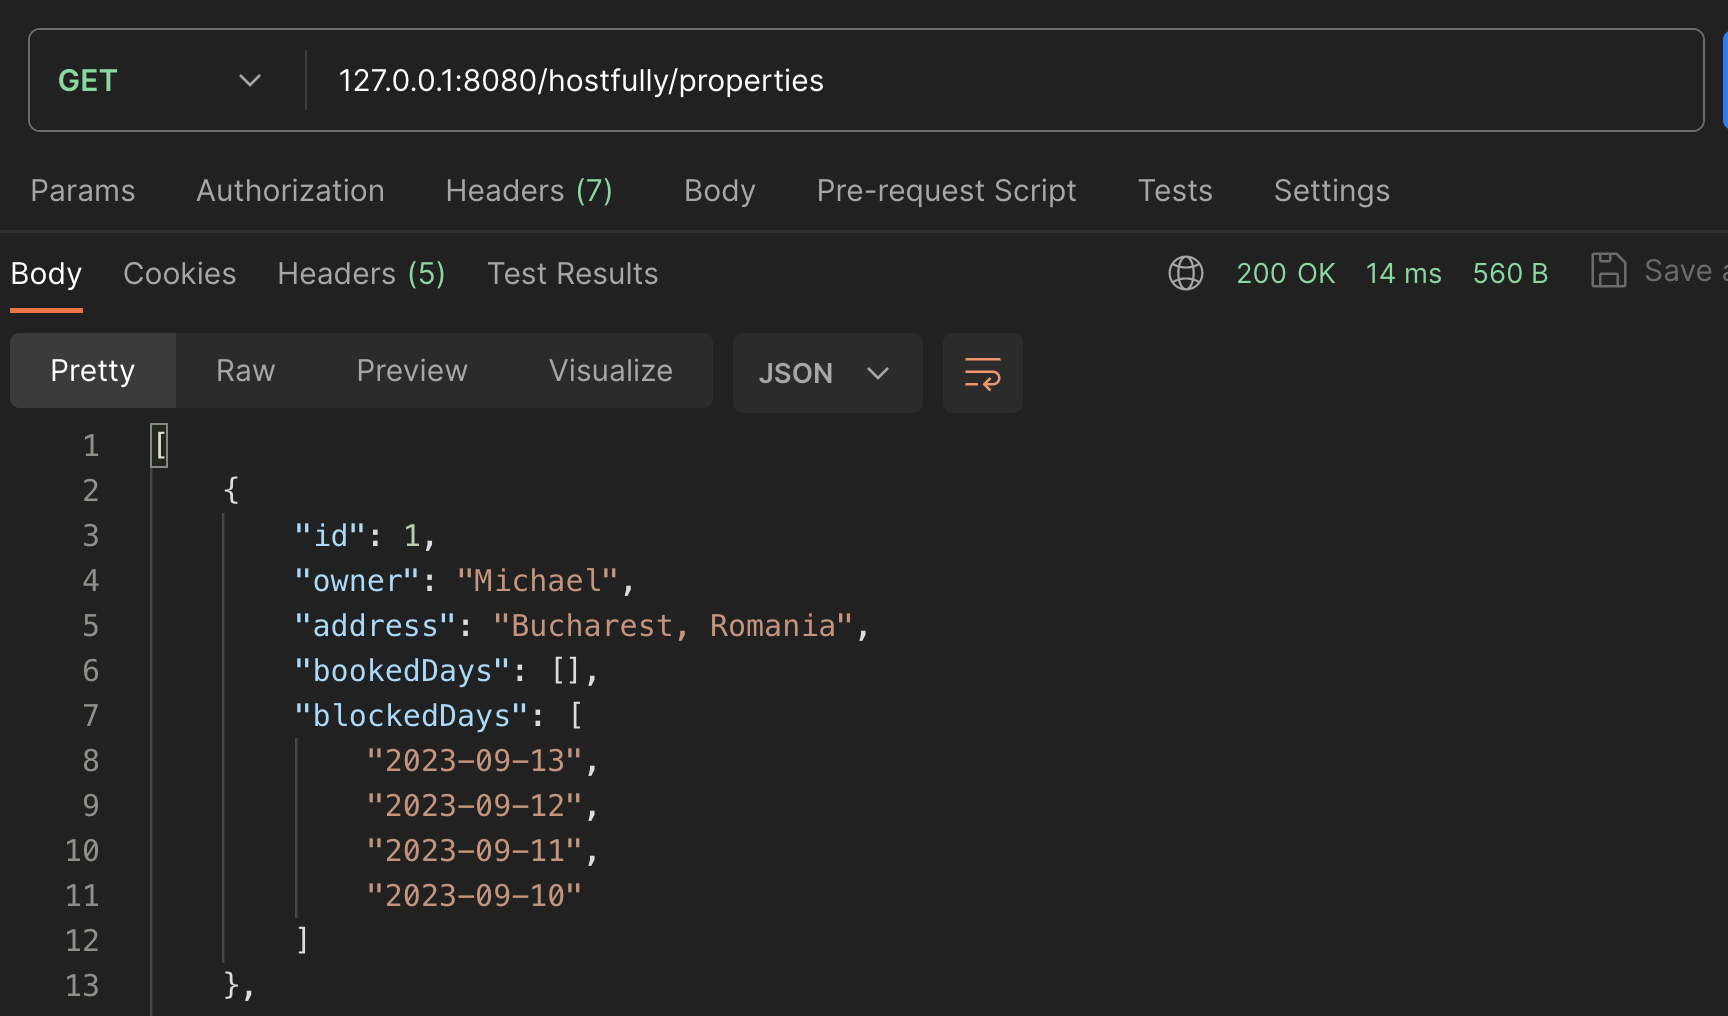 GET 127.0.0.1:8080/hostfully/properties
Params Authorization Headers (7) Body Pre-request Script Tests Settings
Body Cookies Headers (5) Test Results 200 OK 14 ms 560 B Save a
Pretty Raw Preview Visualize JSON
1 [
2 {
3 "id": 1,
4 "owner": "Michael",
5 "address": "Bucharest, Romania",
6 "bookedDays": [],
7 "blockedDays": [
8 "2023-09-13",
9 "2023-09-12",
10 "2023-09-11",
11 "2023-09-10"
12 ]
13 },